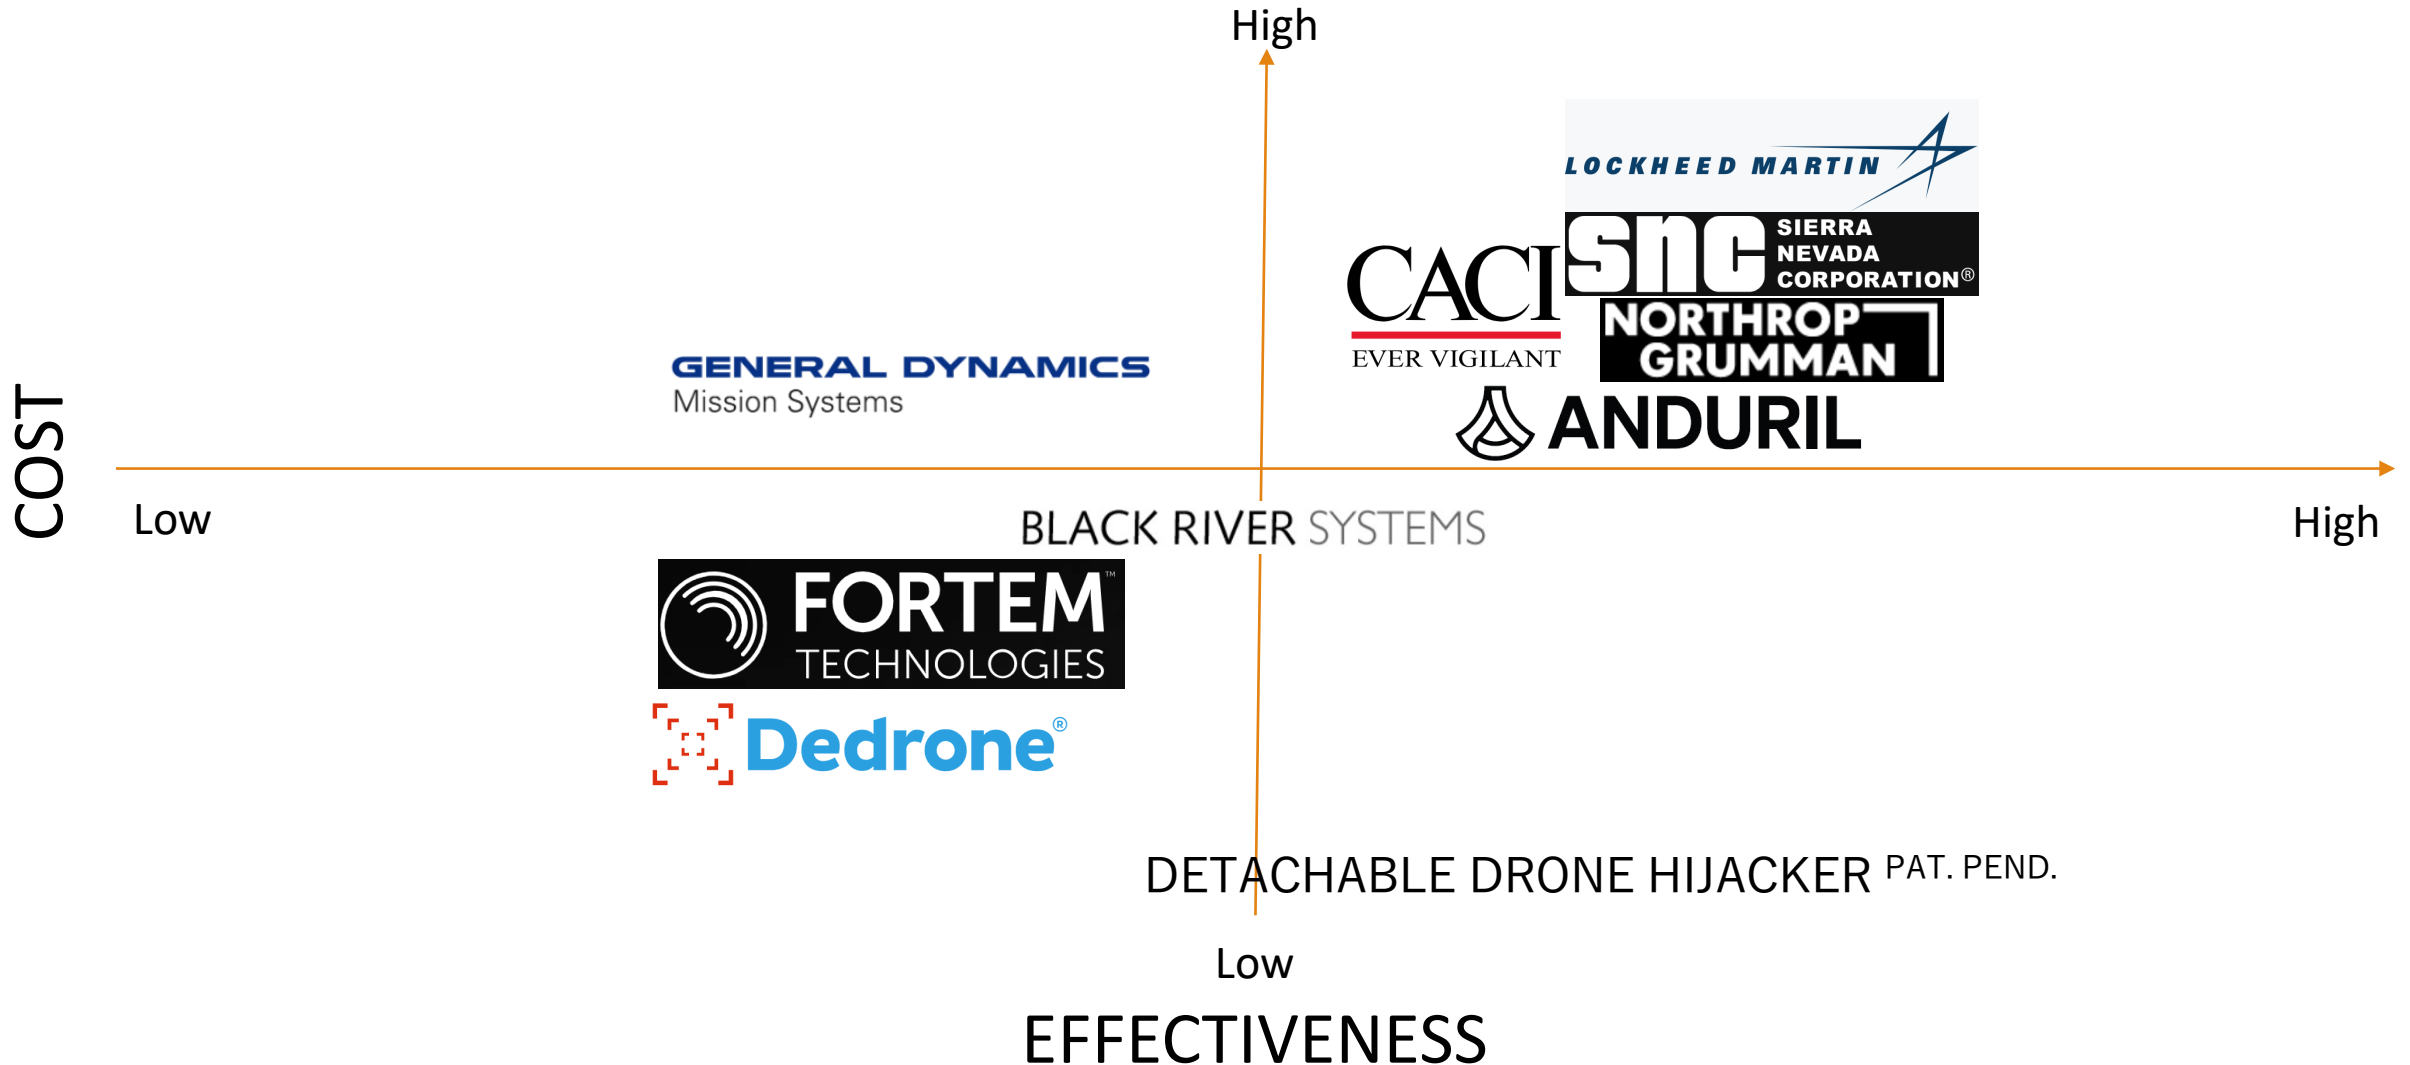 High
LOCKHEED MARTIN
snc SIERRA
NEVADA
CORPORATION®
CACI
EVER VIGILANT
NORTHROP
GRUMMAN
GENERAL DYNAMICS
Mission Systems
ANDURIL
COST
Low
High
BLACK RIVER SYSTEMS
FORTEM™
TECHNOLOGIES
Dedrone®
DETACHABLE DRONE HIJACKER PAT. PEND.
Low
EFFECTIVENESS